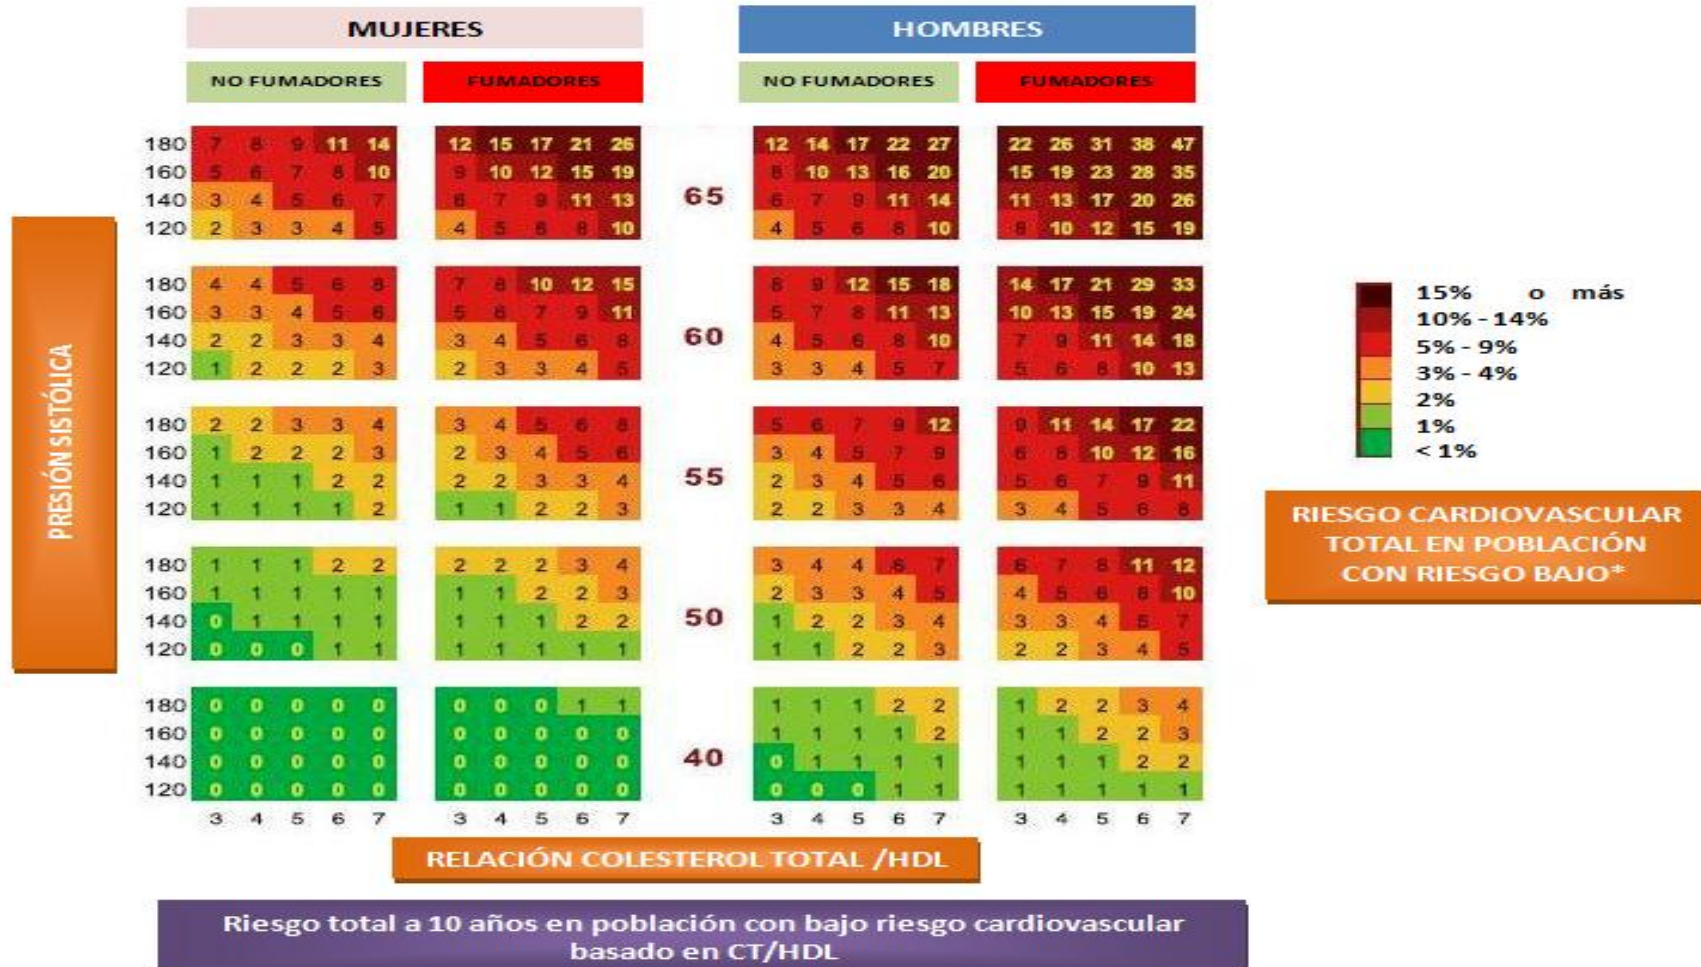 MUJERES HOMBRES
NO FUMADORES FUMADORES NO FUMADORES FUMADORES
180 7 8 9 11 14 12 15 17 21 26 12 14 17 22 27 22 26 31 38 47
160 5 6 7 8 10 9 10 12 15 19 8 10 13 16 20 15 19 23 28 35
65
140 3 4 5 6 7 6 7 9 11 13 6 7 9 11 14 11 13 17 20 26
120 2 3 3 4 5 4 5 6 8 10 4 5 6 8 10 8 10 12 15 19
180 4 4 5 6 8 7 8 10 12 15 8 9 12 15 18 14 17 21 29 33
160 3 3 4 5 6 5 6 7 9 11 5 7 8 11 13 10 13 15 19 24
60
140 2 2 3 3 4 3 4 5 6 8 4 5 6 8 10 7 9 11 14 18
120 1 2 2 2 3 2 3 3 4 5 3 3 4 5 7 5 6 8 10 13
180 2 2 3 3 4 3 4 5 6 8 5 6 7 9 12 9 11 14 17 22
160 1 2 2 2 3 2 3 4 5 6 3 4 5 7 9 6 8 10 12 16
55
140 1 1 1 2 2 2 2 3 3 4 2 3 4 5 6 5 6 7 9 11
120 1 1 1 1 2 1 1 2 2 3 2 2 3 3 4 3 4 5 6 8
180 1 1 1 2 2 2 2 2 3 4 3 4 4 6 7 6 7 8 11 12
160 1 1 1 1 1 1 1 2 2 3 2 3 3 4 5 4 5 6 8 10
50
140 0 1 1 1 1 1 1 1 2 2 1 2 2 3 4 3 3 4 5 7
120 0 0 0 1 1 1 1 1 1 1 1 1 2 2 3 2 2 3 4 5
180 0 0 0 0 0 0 0 0 1 1 1 1 1 2 2 1 2 2 3 4
160 0 0 0 0 0 0 0 0 0 0 1 1 1 1 2 1 1 2 2 3
40
140 0 0 0 0 0 0 0 0 0 0 0 1 1 1 1 1 1 1 2 2
120 0 0 0 0 0 0 0 0 0 0 0 0 0 1 1 1 1 1 1 1
3 4 5 6 7 3 4 5 6 7 3 4 5 6 7 3 4 5 6 7
PRESIÓN SISTÓLICA
RELACIÓN COLESTEROL TOTAL /HDL
15% o más
10% - 14%
5% - 9%
3% - 4%
2%
1%
< 1%
RIESGO CARDIOVASCULAR
TOTAL EN POBLACIÓN
CON RIESGO BAJO*
Riesgo total a 10 años en población con bajo riesgo cardiovascular
basado en CT/HDL